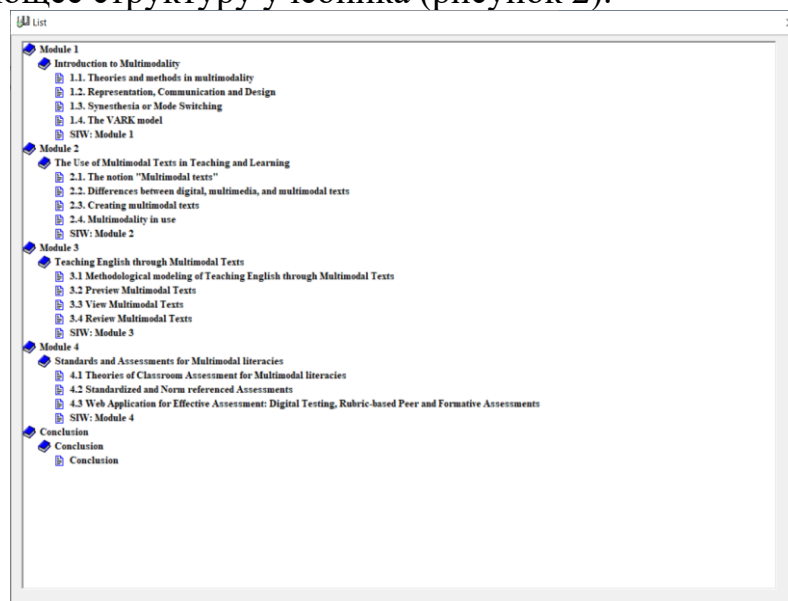 ющее структуру учебника (рисунок 2).
List
Module 1
Introduction to Multimodality
1.1. Theories and methods in multimodality
1.2. Representation, Communication and Design
1.3. Synesthesia or Mode Switching
1.4. The VARK model
SIW: Module 1
Module 2
The Use of Multimodal Texts in Teaching and Learning
2.1. The notion "Multimodal texts"
2.2. Differences between digital, multimedia, and multimodal texts
2.3. Creating multimodal texts
2.4. Multimodality in use
SIW: Module 2
Module 3
Teaching English through Multimodal Texts
3.1 Methodological modeling of Teaching English through Multimodal Texts
3.2 Preview Multimodal Texts
3.3 View Multimodal Texts
3.4 Review Multimodal Texts
SIW: Module 3
Module 4
Standards and Assessments for Multimodal literacies
4.1 Theories of Classroom Assessment for Multimodal literacies
4.2 Standardized and Norm referenced Assessments
4.3 Web Application for Effective Assessment: Digital Testing, Rubric-based Peer and Formative Assessments
SIW: Module 4
Conclusion
Conclusion
Conclusion